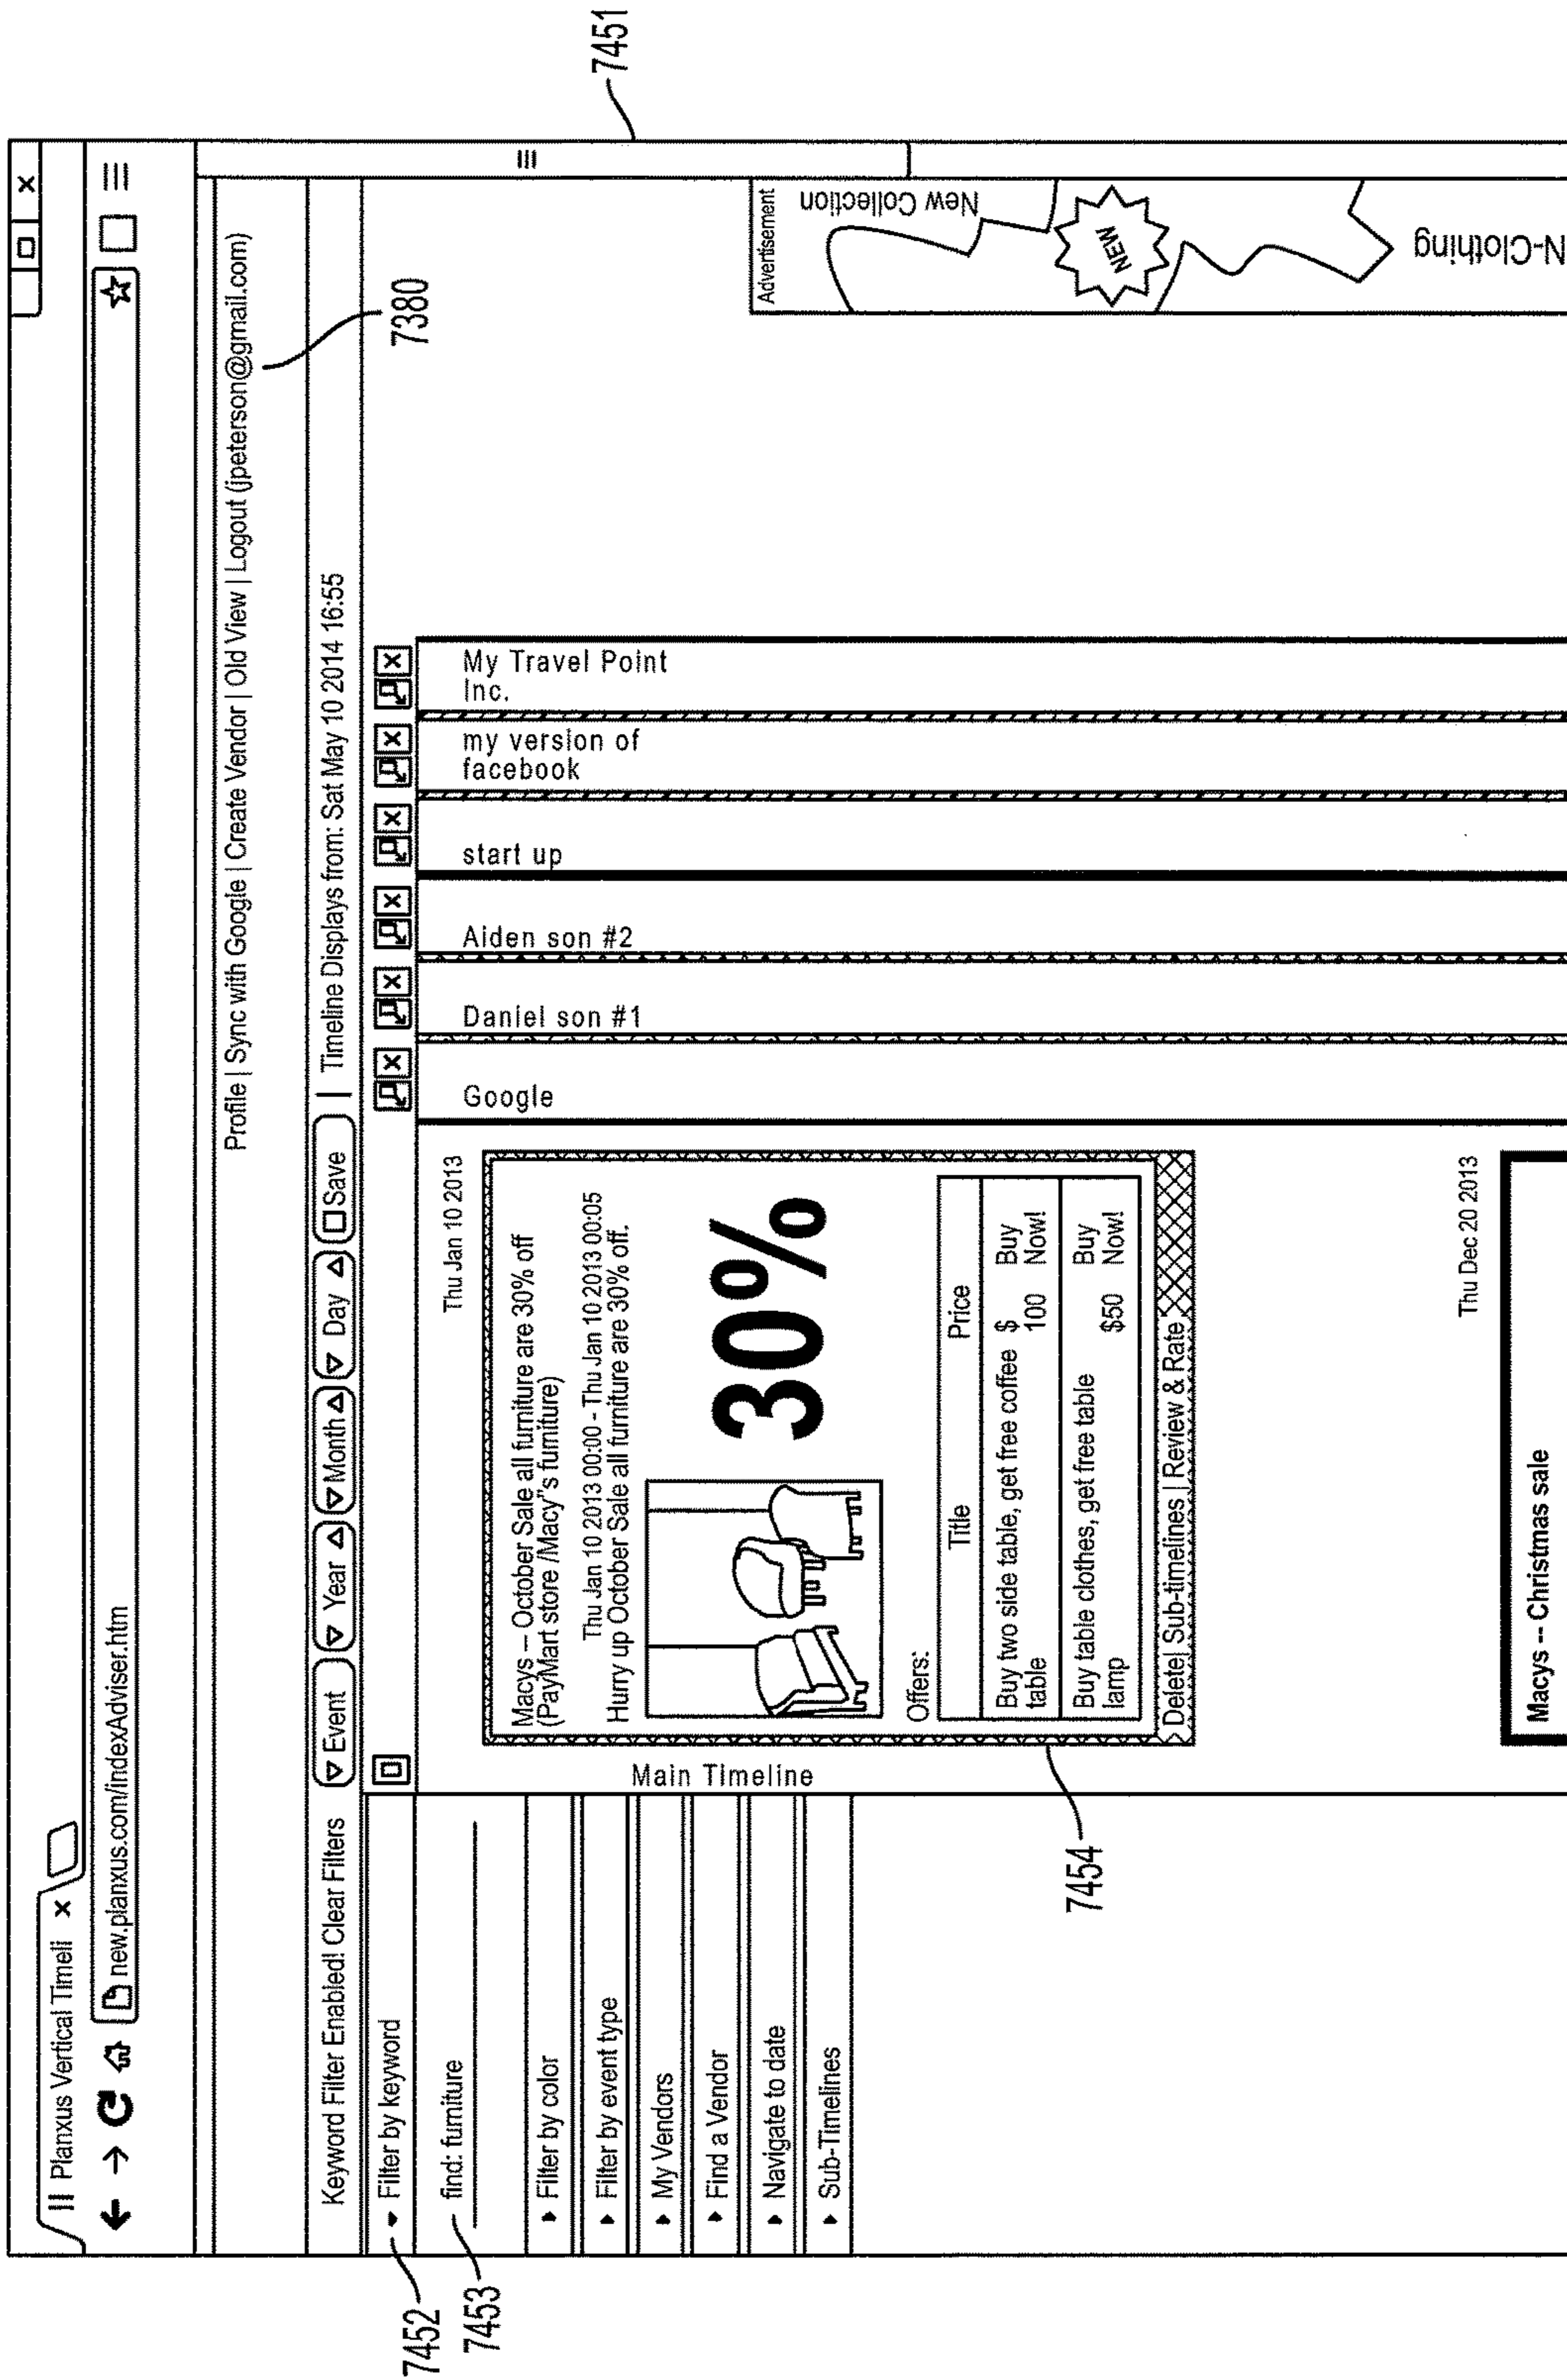 || Planxus Vertical Timeli x
new.planxus.com/indexAdviser.htm
Profile | Sync with Google | Create Vendor | Old View | Logout (jpeterson@gmail.com)
7380
Keyword Filter Enabled! Clear Filters
Event
Year
Month
Day
Save
| Timeline Displays from: Sat May 10 2014 16:55
7451
7452
Filter by keyword
7453
find: furniture
Filter by color
Filter by event type
My Vendors
Find a Vendor
Navigate to date
Sub-Timelines
Main Timeline
Thu Jan 10 2013
Macys -- October Sale all furniture are 30% off
(PayMart store /Macy"s furniture)
Thu Jan 10 2013 00:00 - Thu Jan 10 2013 00:05
Hurry up October Sale all furniture are 30% off.
30%
Offers:
Title Price
Buy two side table, get free coffee $ Buy
table 100 Now!
Buy table clothes, get free table Buy
lamp $50 Now!
Delete| Sub-timelines | Review & Rate
7454
Thu Dec 20 2013
Macys -- Christmas sale
Google
Daniel son #1
Aiden son #2
start up
my version of
facebook
My Travel Point
Inc.
Advertisement
New Collection
NEW
N-Clothing